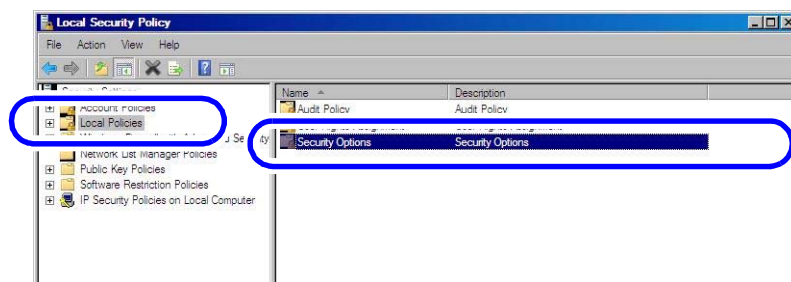 Local Security Policy
File Action View Help
Name Description
Account Policies
Local Policies
Network List Manager Policies
Public Key Policies
Software Restriction Policies
IP Security Policies on Local Computer
Audit Policy Audit Policy
Security Options Security Options